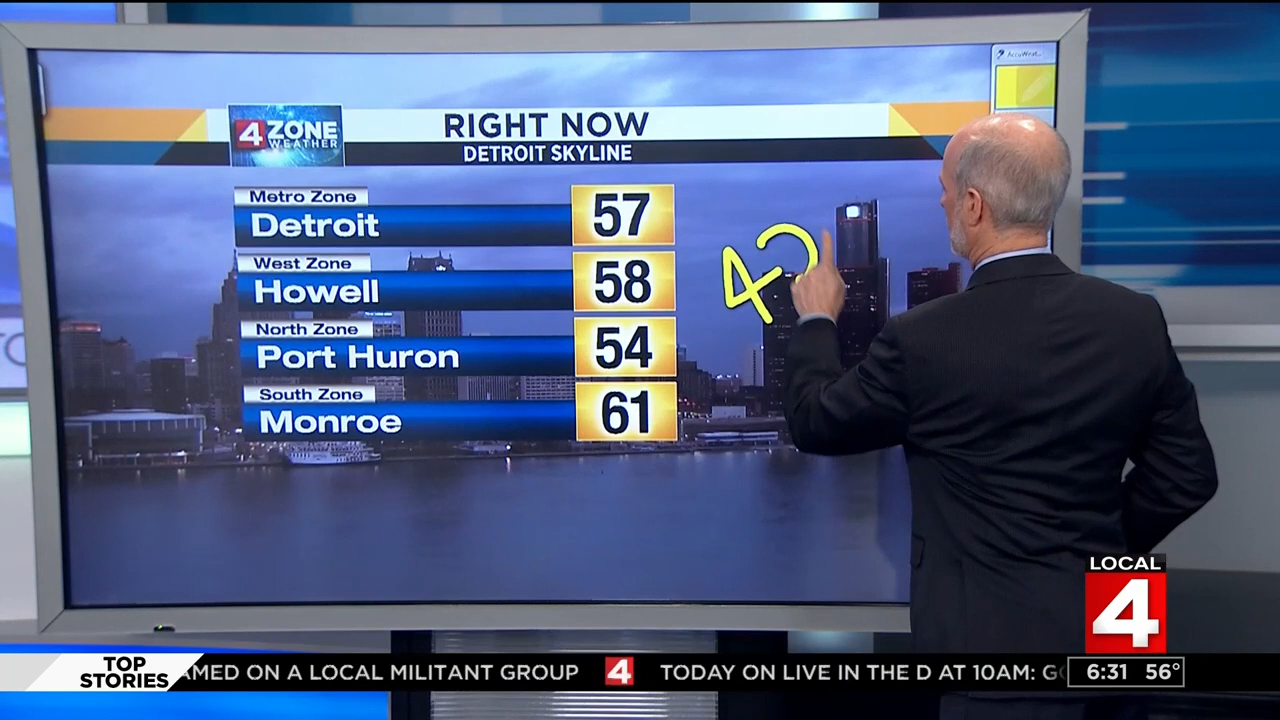 AccuWeat...
4 ZONE
WEATHER
RIGHT NOW
DETROIT SKYLINE
Metro Zone
Detroit 57
West Zone
Howell 58
North Zone
Port Huron 54
South Zone
Monroe 61
4
LOCAL
4
TOP
STORIES
AMED ON A LOCAL MILITANT GROUP 4 TODAY ON LIVE IN THE D AT 10AM: G
6:31 56°